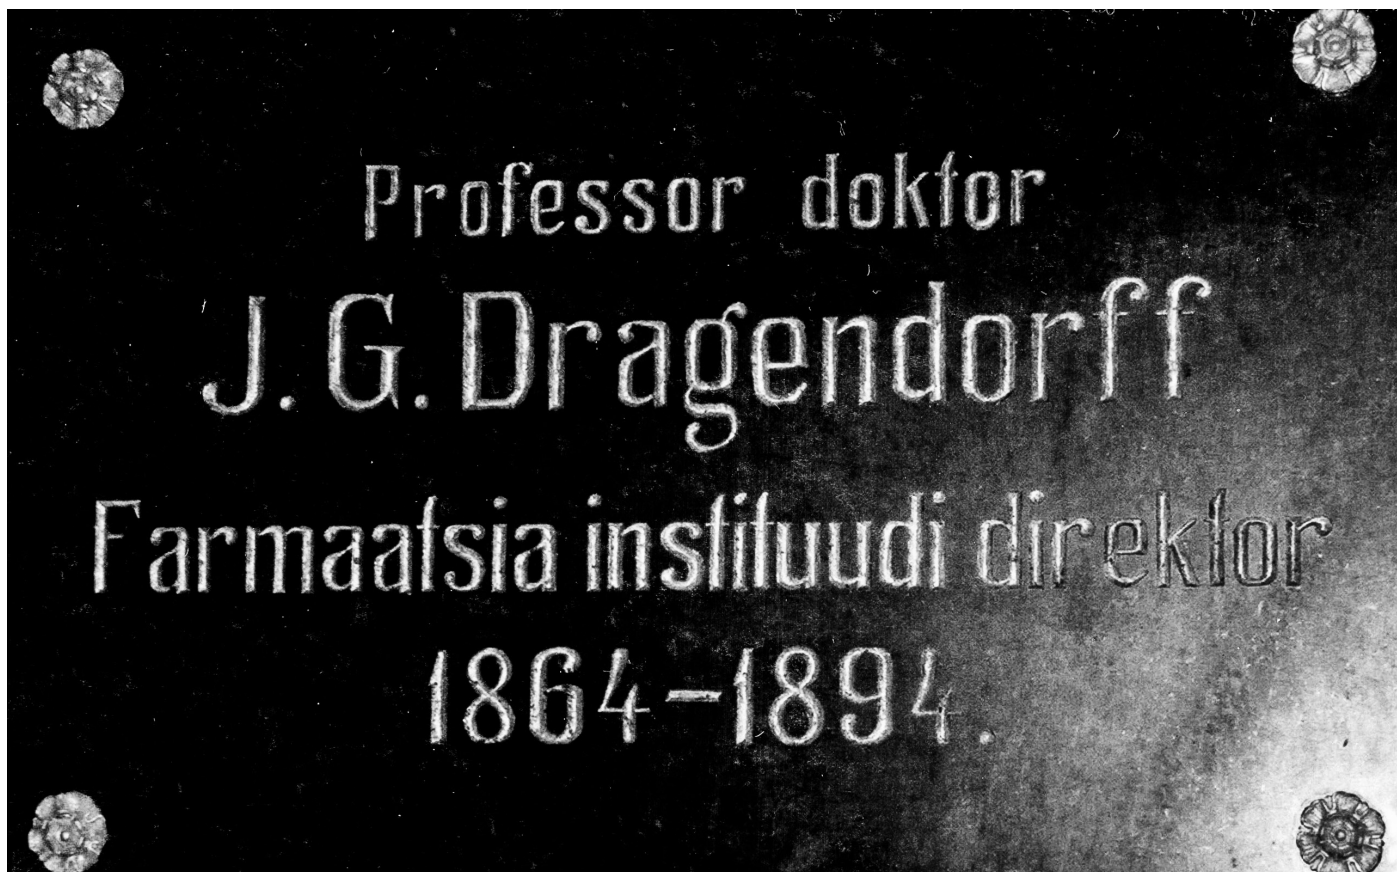 Professor doktor
J. G. Dragendorff
Farmaatsia instituudi direktor
1864-1894.